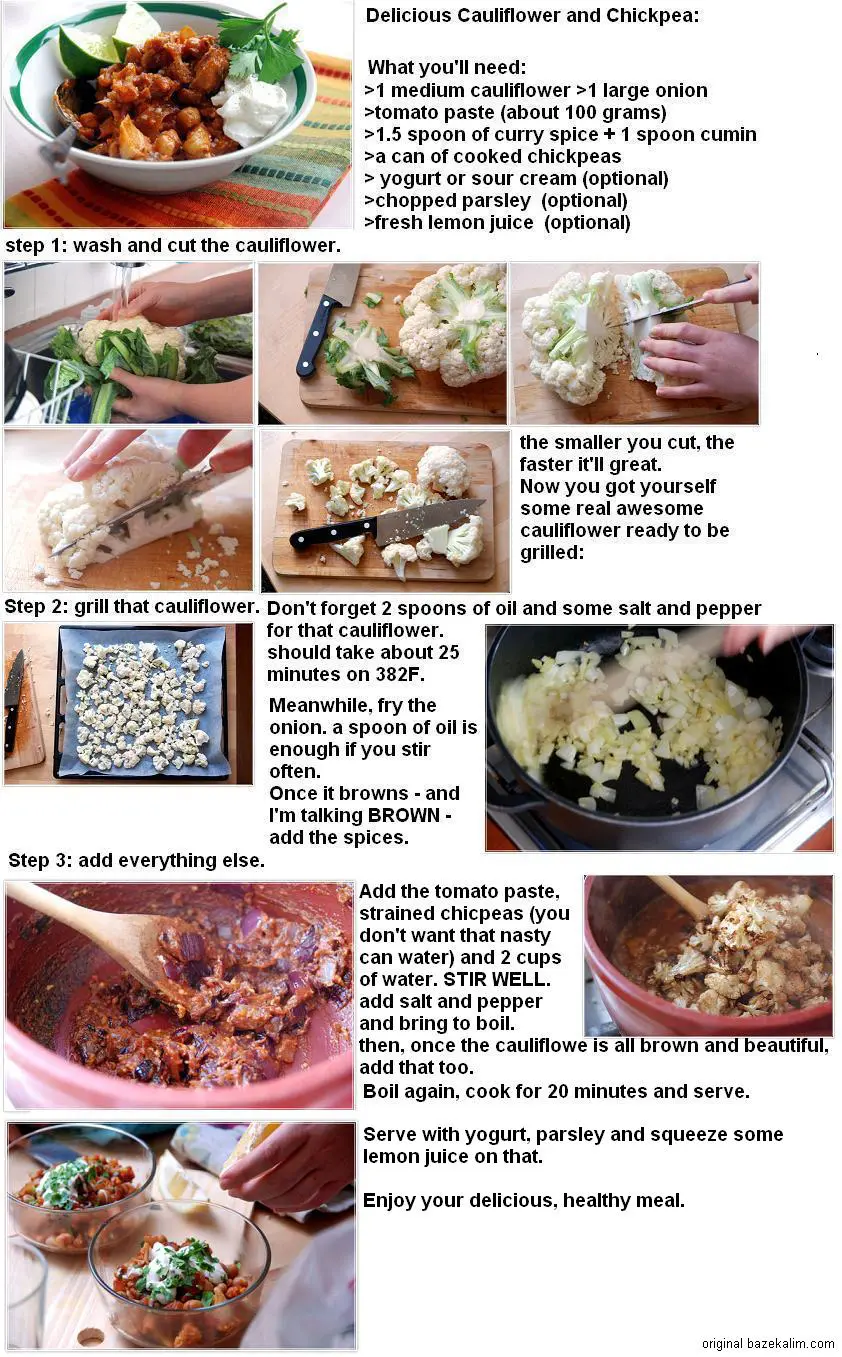 Delicious Cauliflower and Chickpea:
What you'll need:
>1 medium cauliflower >1 large onion
>tomato paste (about 100 grams)
>1.5 spoon of curry spice + 1 spoon cumin
>a can of cooked chickpeas
> yogurt or sour cream (optional)
>chopped parsley (optional)
>fresh lemon juice (optional)
step 1: wash and cut the cauliflower.
the smaller you cut, the
faster it'll great.
Now you got yourself
some real awesome
cauliflower ready to be
grilled:
Step 2: grill that cauliflower. Don't forget 2 spoons of oil and some salt and pepper
for that cauliflower.
should take about 25
minutes on 382F.
Meanwhile, fry the
onion. a spoon of oil is
enough if you stir
often.
Once it browns - and
I'm talking BROWN -
add the spices.
Step 3: add everything else.
Add the tomato paste,
strained chicpeas (you
don't want that nasty
can water) and 2 cups
of water. STIR WELL.
add salt and pepper
and bring to boil.
then, once the cauliflowe is all brown and beautiful,
add that too.
Boil again, cook for 20 minutes and serve.
Serve with yogurt, parsley and squeeze some
lemon juice on that.
Enjoy your delicious, healthy meal.
original bazekalim.com